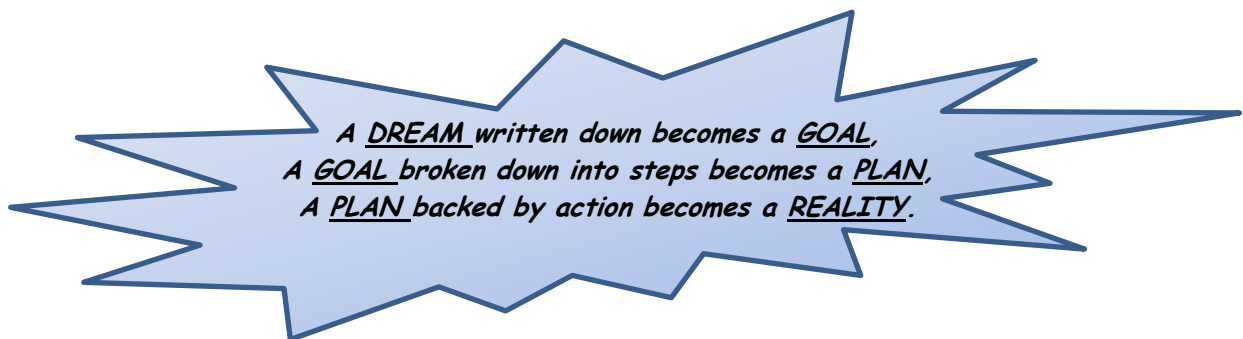 A DREAM written down becomes a GOAL,
A GOAL broken down into steps becomes a PLAN,
A PLAN backed by action becomes a REALITY.